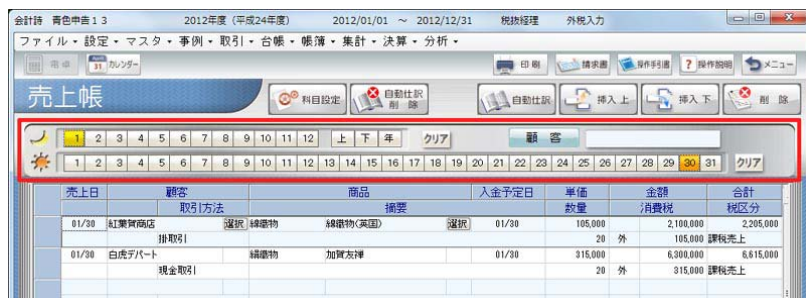 会計詩 青色申告13 2012年度（平成24年度） 2012/01/01 ～ 2012/12/31 税抜経理 外税入力
ファイル・設定・マスタ・事例・取引・台帳・帳簿・集計・決算・分析・
電卓 カレンダー 印刷 請求書 操作手引書 操作説明 メニュー
売上帳 科目設定 自動仕訳削除 自動仕訳 挿入上 挿入下 削除
1 2 3 4 5 6 7 8 9 10 11 12 上 下 年 クリア 顧客
1 2 3 4 5 6 7 8 9 10 11 12 13 14 15 16 17 18 19 20 21 22 23 24 25 26 27 28 29 30 31 クリア
売上日 顧客 商品 入金予定日 単価 金額 合計
取引方法 摘要 数量 消費税 税区分
01/30 紅葉賀商店 選択 綿織物 綿織物(英国) 選択 01/30 105,000 2,100,000 2,205,000
掛取引 20 外 105,000 課税売上
01/30 白虎デパート 絹織物 加賀友禅 01/30 315,000 6,300,000 6,615,000
現金取引 20 外 315,000 課税売上